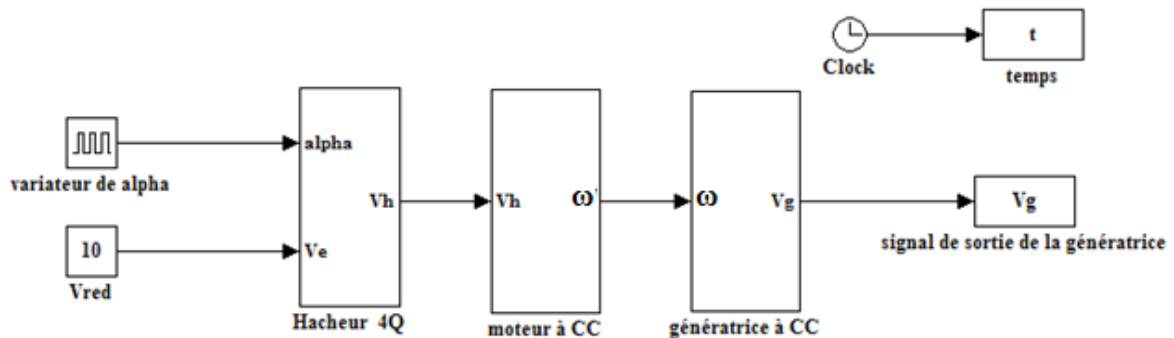 t
Clock
temps
alpha
variateur de alpha
Vh
Vh
ω'
ω
Vg
Vg
10
Ve
signal de sortie de la génératrice
Vred
Hacheur 4Q
moteur à CC
génératrice à CC